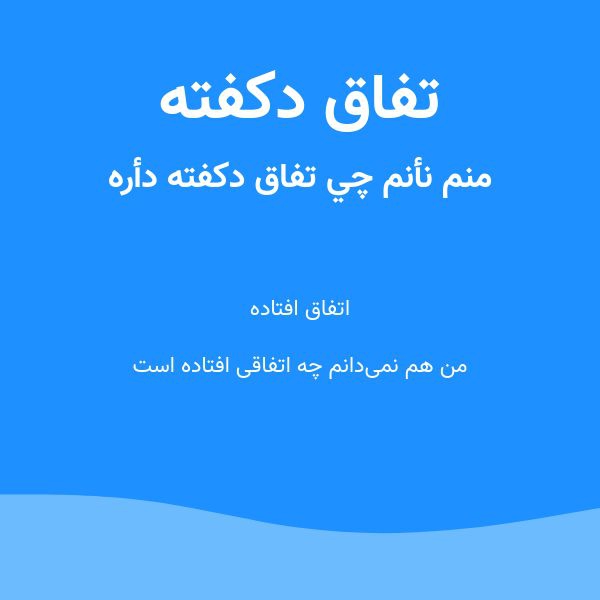 تفاق دکفته
منم نأنم چي تفاق دکفته دأره
اتفاق افتاده
من هم نمی‌دانم چه اتفاقی افتاده است